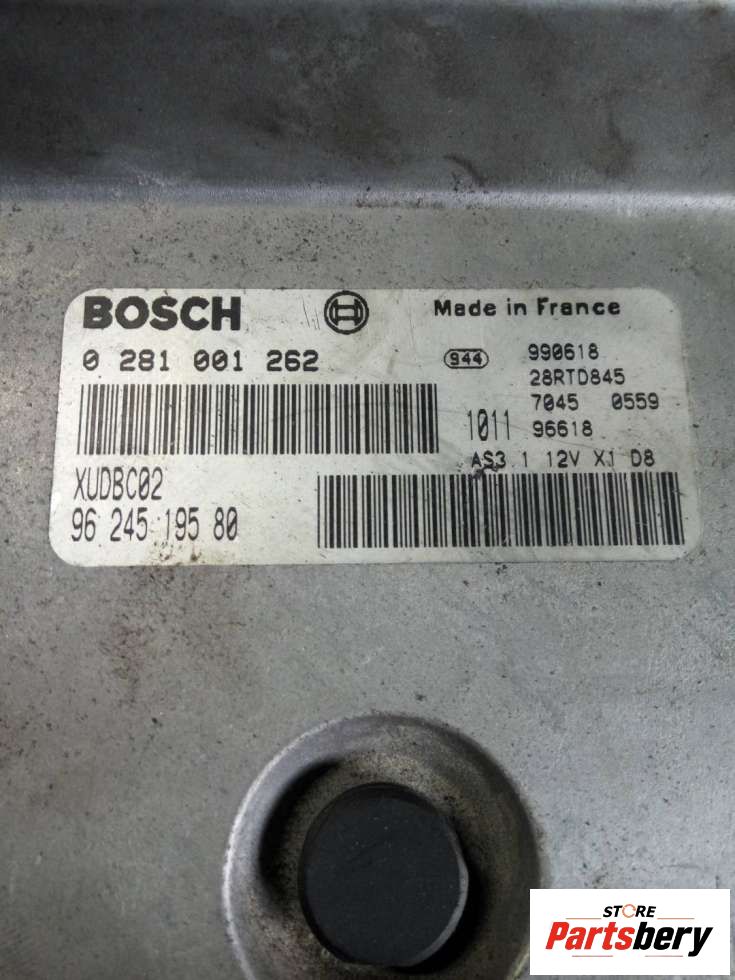 BOSCH Made in France
0 281 001 262 944 990618
28RTD845
7045 0559
1011 96618
AS3 1 12V X1 D8
XUDBC02
96 245 195 80
STORE
Partsbery